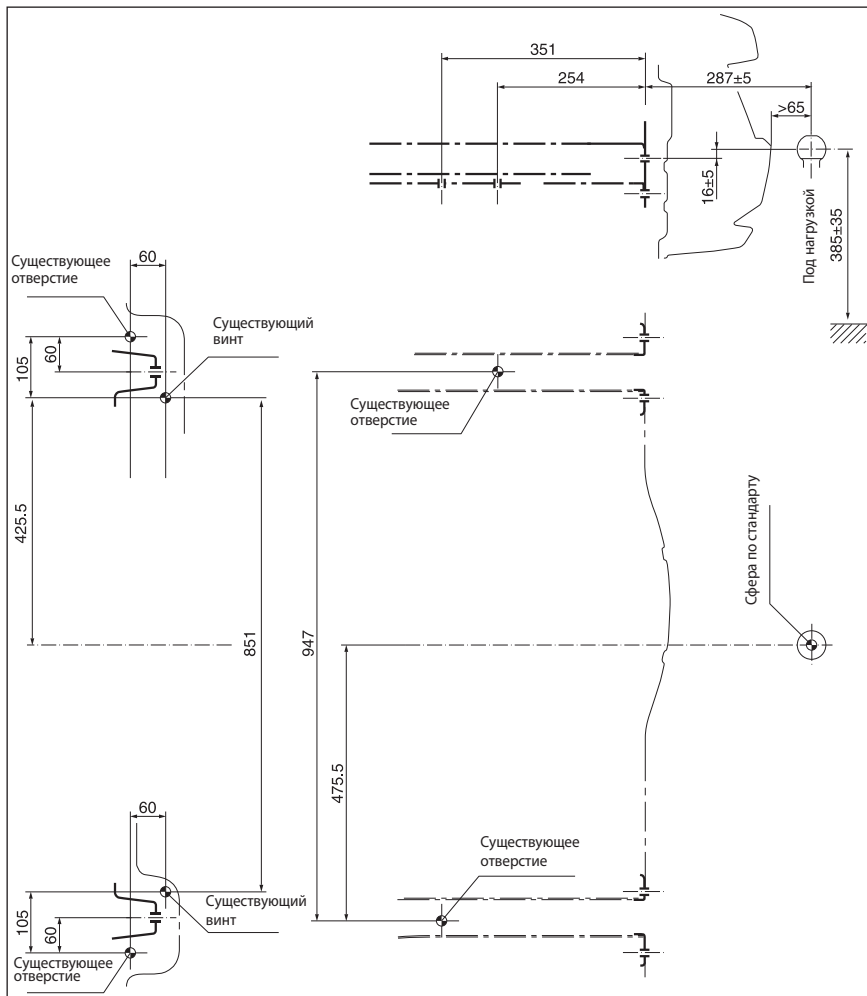 351
254
287±5
>65
16±5
Под нагрузкой
385±35
Существующее
отверстие
60
Существующий
винт
105
60
Существующее
отверстие
425.5
851
947
475.5
Сфера по стандарту
60
Существующее
отверстие
Существующий
винт
105
60
Существующее
отверстие